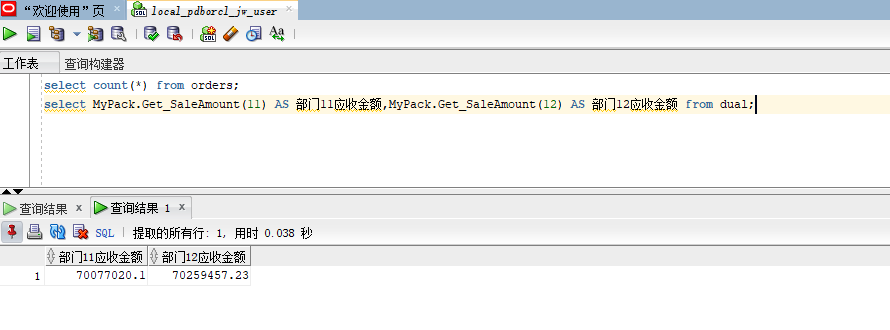 “欢迎使用”页 local_pdborcl_jw_user
SQL
Aa
工作表 查询构建器
select count(*) from orders;
select MyPack.Get_SaleAmount(11) AS 部门11应收金额,MyPack.Get_SaleAmount(12) AS 部门12应收金额 from dual;
查询结果 x 查询结果 1 x
SQL | 提取的所有行: 1, 用时 0.038 秒
部门11应收金额 部门12应收金额
1 70077020.1 70259457.23